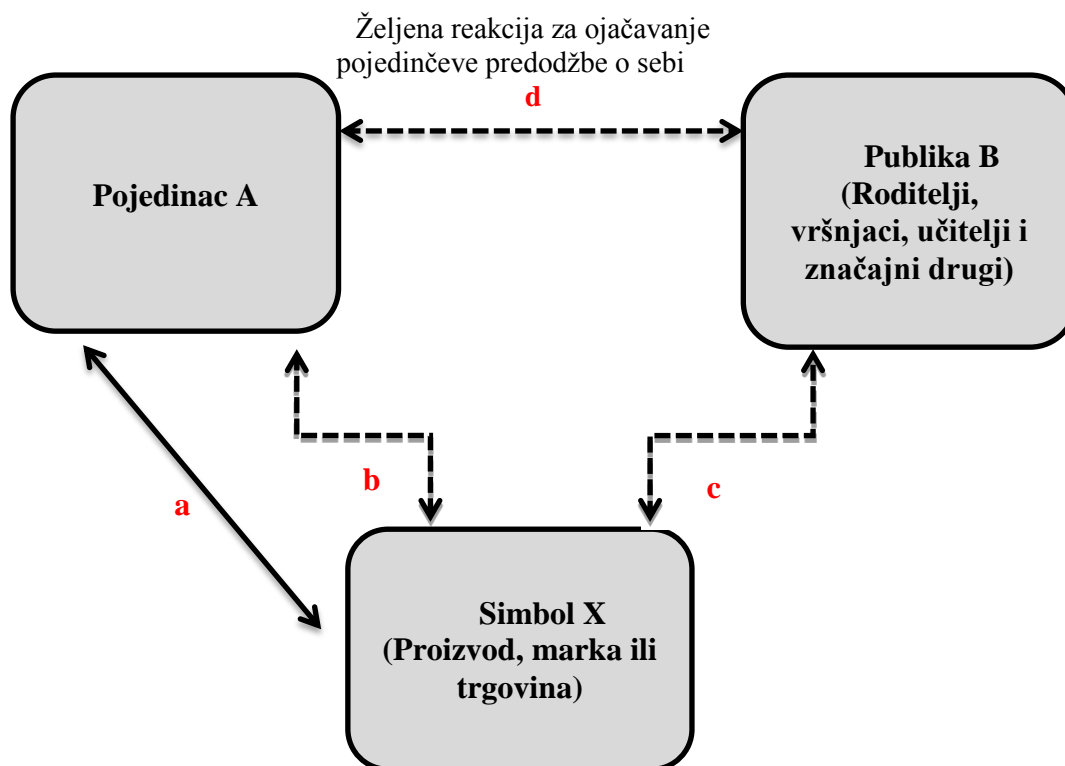 Željena reakcija za ojačavanje
pojedinčeve predodžbe o sebi
d
Pojedinac A
Publika B
(Roditelji,
vršnjaci, učitelji i
značajni drugi)
a
b
c
Simbol X
(Proizvod, marka ili
trgovina)